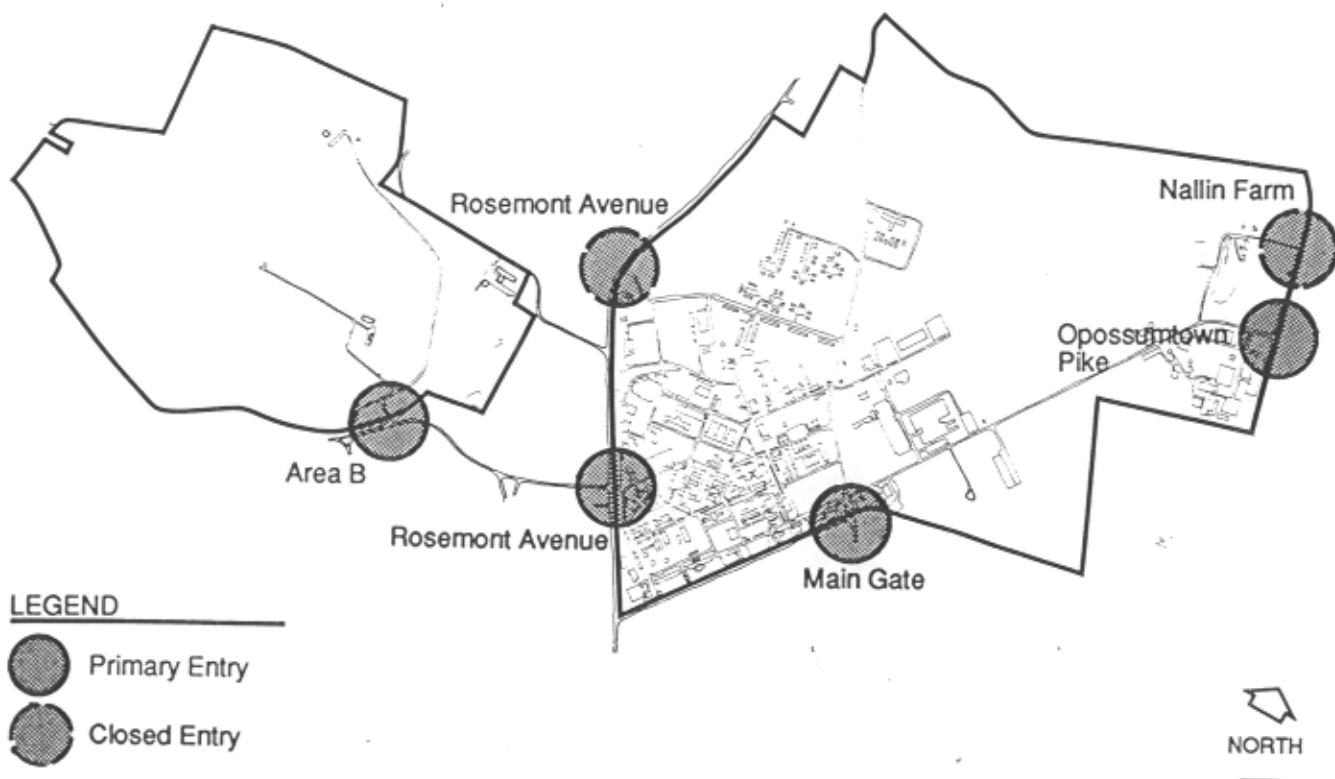 Rosemont Avenue
Nallin Farm
Opossumtown
Pike
Area B
Rosemont Avenue
Main Gate
LEGEND
Primary Entry
Closed Entry
NORTH